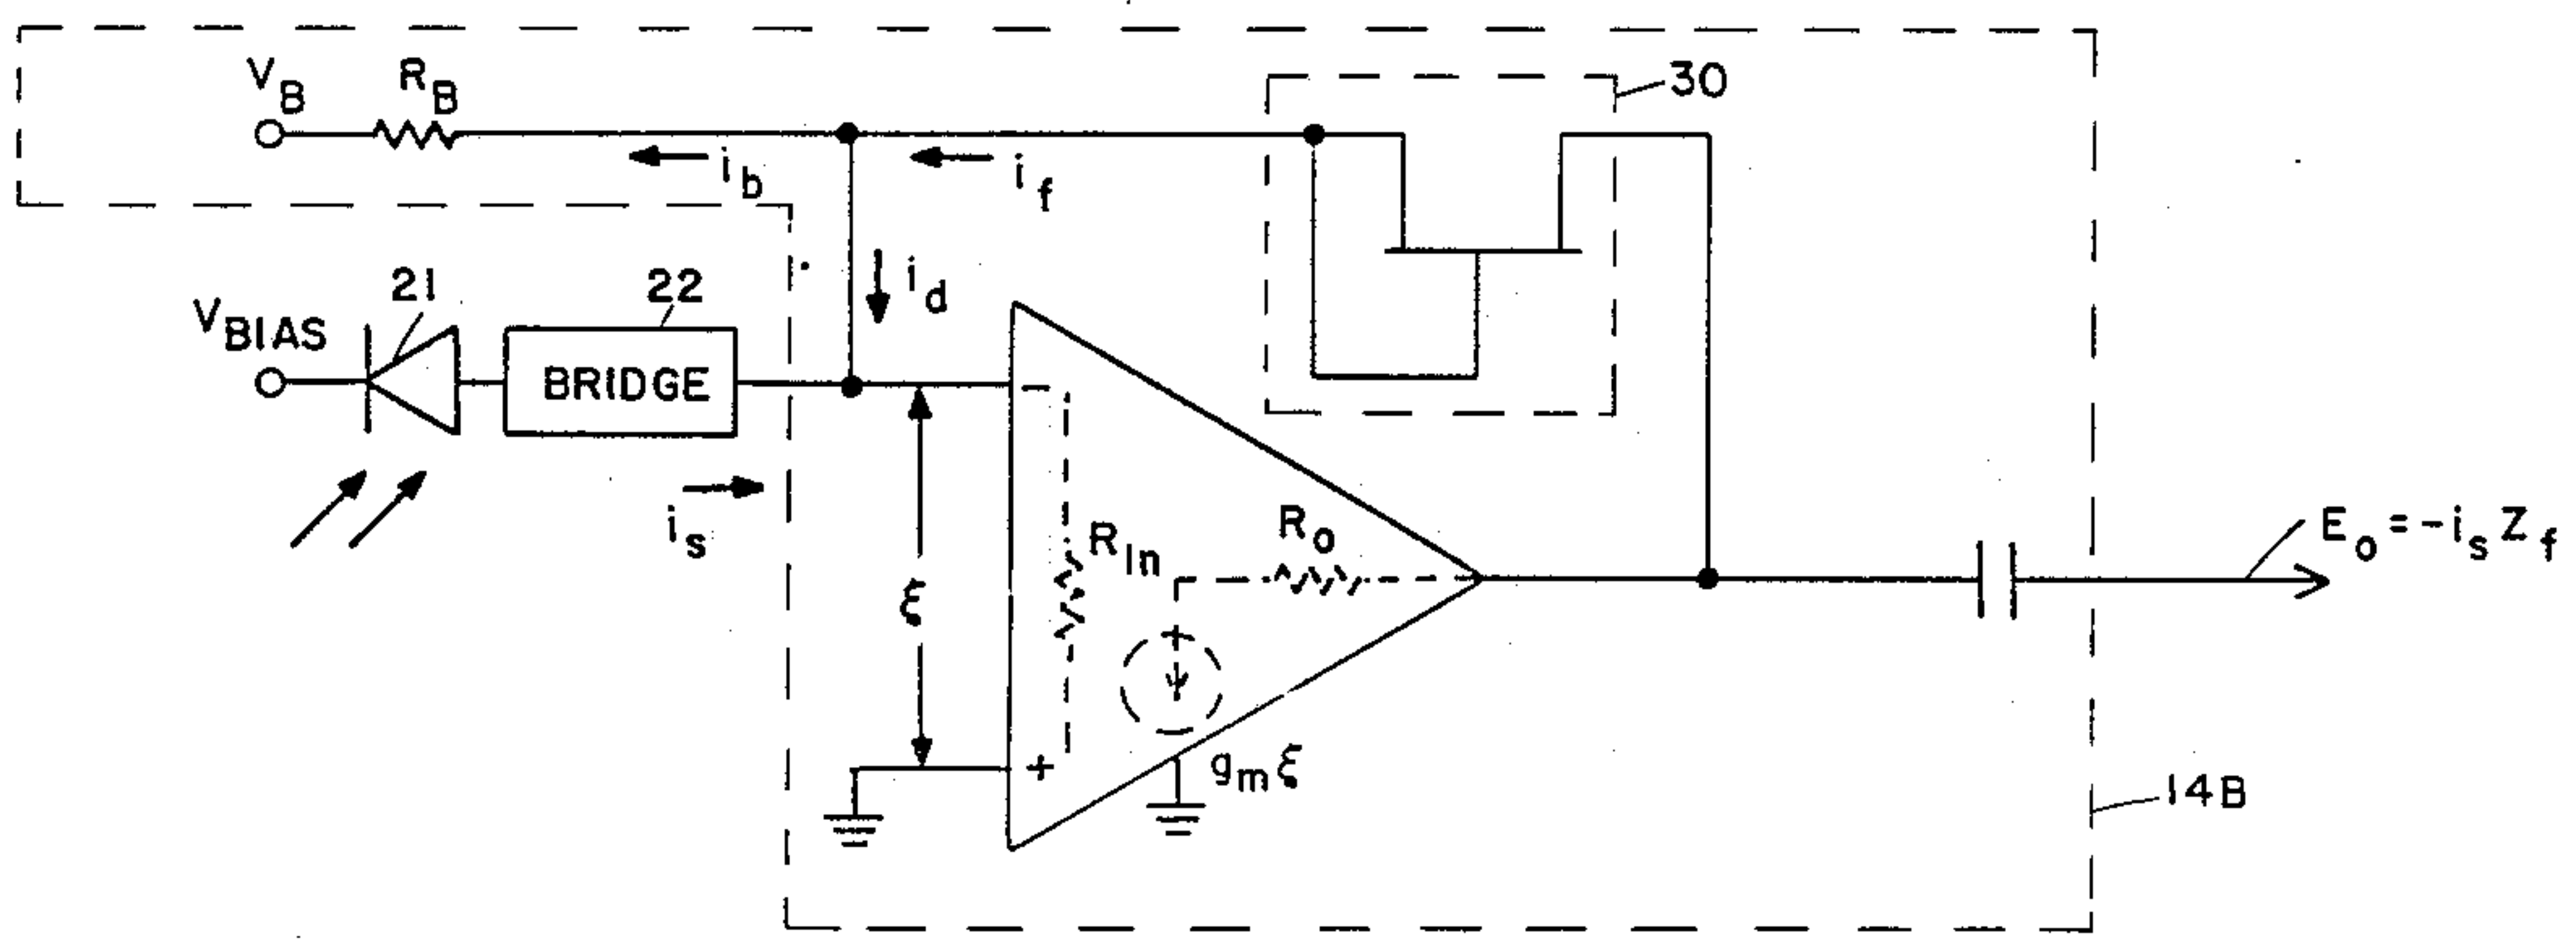 V_B
R_B
30
i_b
i_f
21
22
i_d
V_BIAS
BRIDGE
−
i_s
ξ
R_In
R_o
E_o = -i_s Z_f
+
g_m ξ
14B